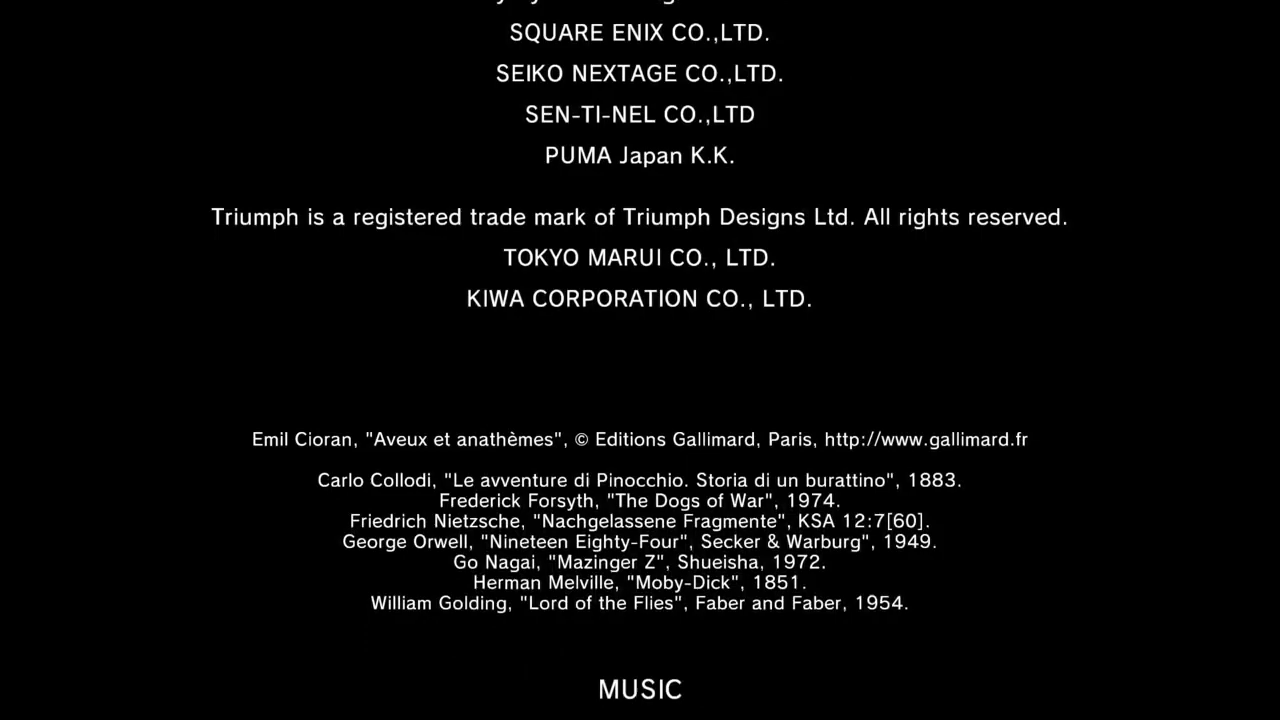 SQUARE ENIX CO.,LTD.
SEIKO NEXTAGE CO.,LTD.
SEN-TI-NEL CO.,LTD
PUMA Japan K.K.
Triumph is a registered trade mark of Triumph Designs Ltd. All rights reserved.
TOKYO MARUI CO., LTD.
KIWA CORPORATION CO., LTD.
Emil Cioran, "Aveux et anathèmes", © Editions Gallimard, Paris, http://www.gallimard.fr
Carlo Collodi, "Le avventure di Pinocchio. Storia di un burattino", 1883.
Frederick Forsyth, "The Dogs of War", 1974.
Friedrich Nietzsche, "Nachgelassene Fragmente", KSA 12:7[60].
George Orwell, "Nineteen Eighty-Four", Secker & Warburg", 1949.
Go Nagai, "Mazinger Z", Shueisha, 1972.
Herman Melville, "Moby-Dick", 1851.
William Golding, "Lord of the Flies", Faber and Faber, 1954.
MUSIC